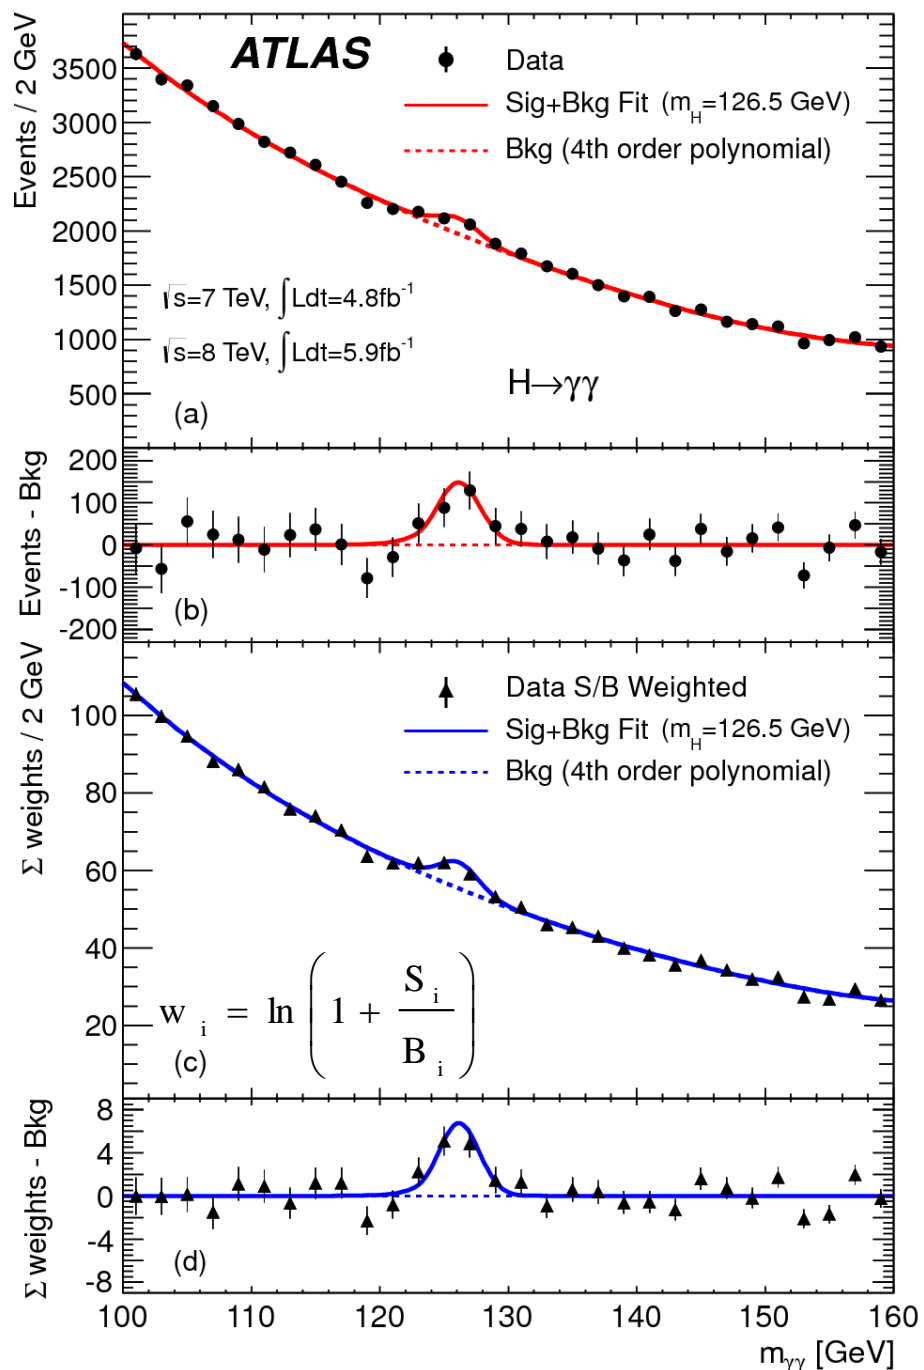 ATLAS
Data
Sig+Bkg Fit (mH=126.5 GeV)
Bkg (4th order polynomial)
Events / 2 GeV
3500
3000
2500
2000
1500
1000
500
√s=7 TeV, ∫Ldt=4.8fb-1
√s=8 TeV, ∫Ldt=5.9fb-1
H→γγ
(a)
Events - Bkg
200
100
0
-100
-200
(b)
Σ weights / 2 GeV
100
80
60
40
20
Data S/B Weighted
Sig+Bkg Fit (mH=126.5 GeV)
Bkg (4th order polynomial)
w i = ln ( 1 + S i / B i )
(c)
Σ weights - Bkg
8
4
0
-4
-8
(d)
100 110 120 130 140 150 160
mγγ [GeV]